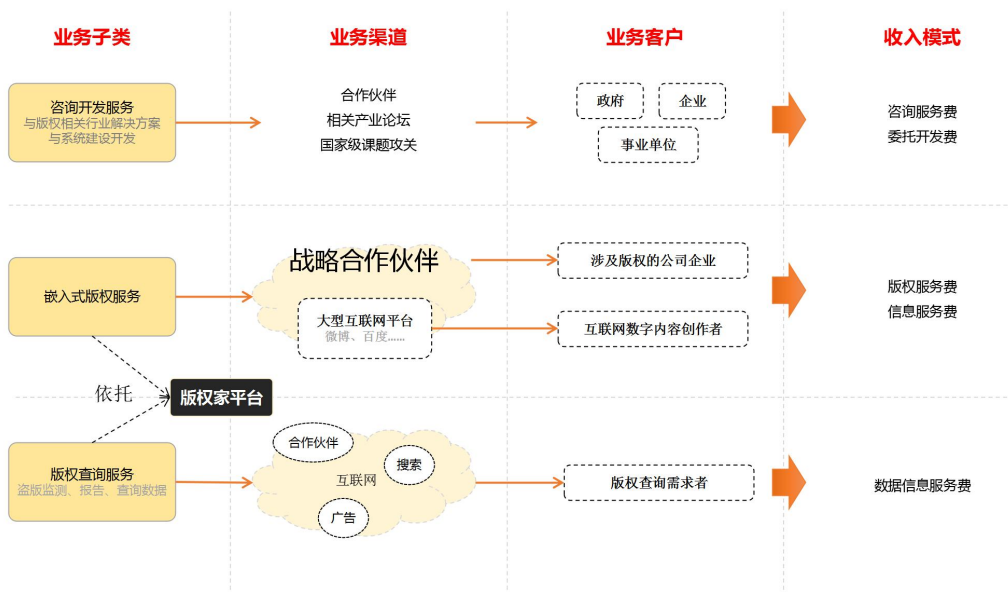 业务子类
业务渠道
业务客户
收入模式
咨询开发服务
与版权相关行业解决方案
与系统建设开发
合作伙伴
相关产业论坛
国家级课题攻关
政府
企业
事业单位
咨询服务费
委托开发费
嵌入式版权服务
战略合作伙伴
大型互联网平台
微博、百度......
涉及版权的公司企业
互联网数字内容创作者
版权服务费
信息服务费
依托
版权家平台
版权查询服务
盗版监测、报告、查询数据
合作伙伴
搜索
互联网
广告
版权查询需求者
数据信息服务费